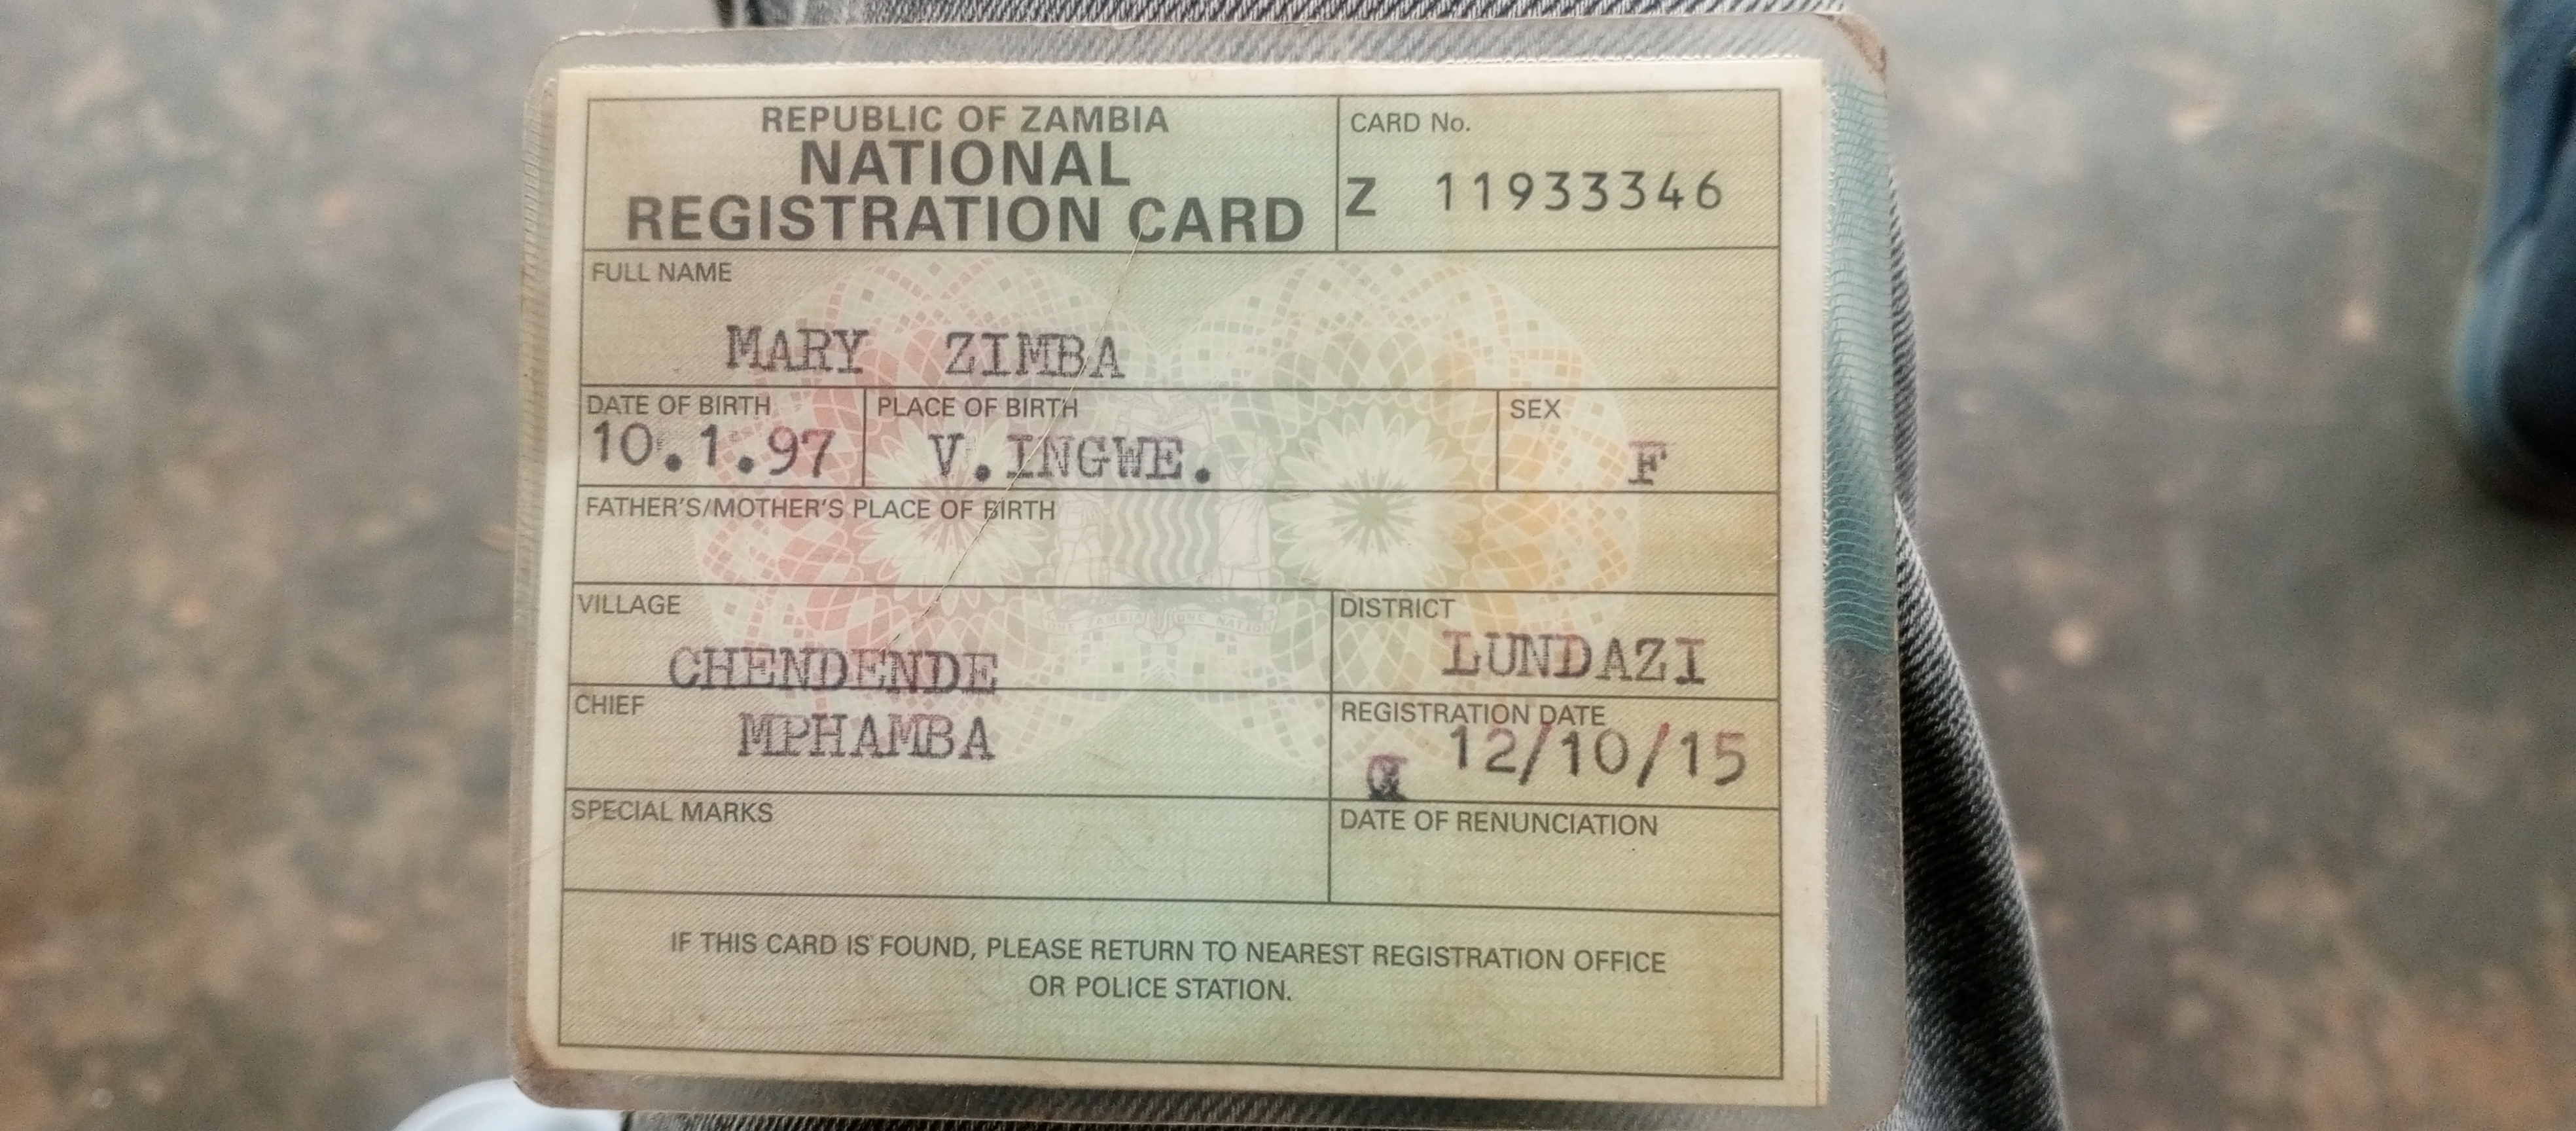 REPUBLIC OF ZAMBIA
NATIONAL
REGISTRATION CARD
CARD No.
Z 11933346
FULL NAME
MARY ZIMBA
DATE OF BIRTH
10.1.97
PLACE OF BIRTH
V.INGWE.
SEX
F
FATHER'S/MOTHER'S PLACE OF BIRTH
VILLAGE
CHENDENDE
DISTRICT
LUNDAZI
CHIEF
MPHAMBA
REGISTRATION DATE
12/10/15
SPECIAL MARKS
DATE OF RENUNCIATION
IF THIS CARD IS FOUND, PLEASE RETURN TO NEAREST REGISTRATION OFFICE
OR POLICE STATION.